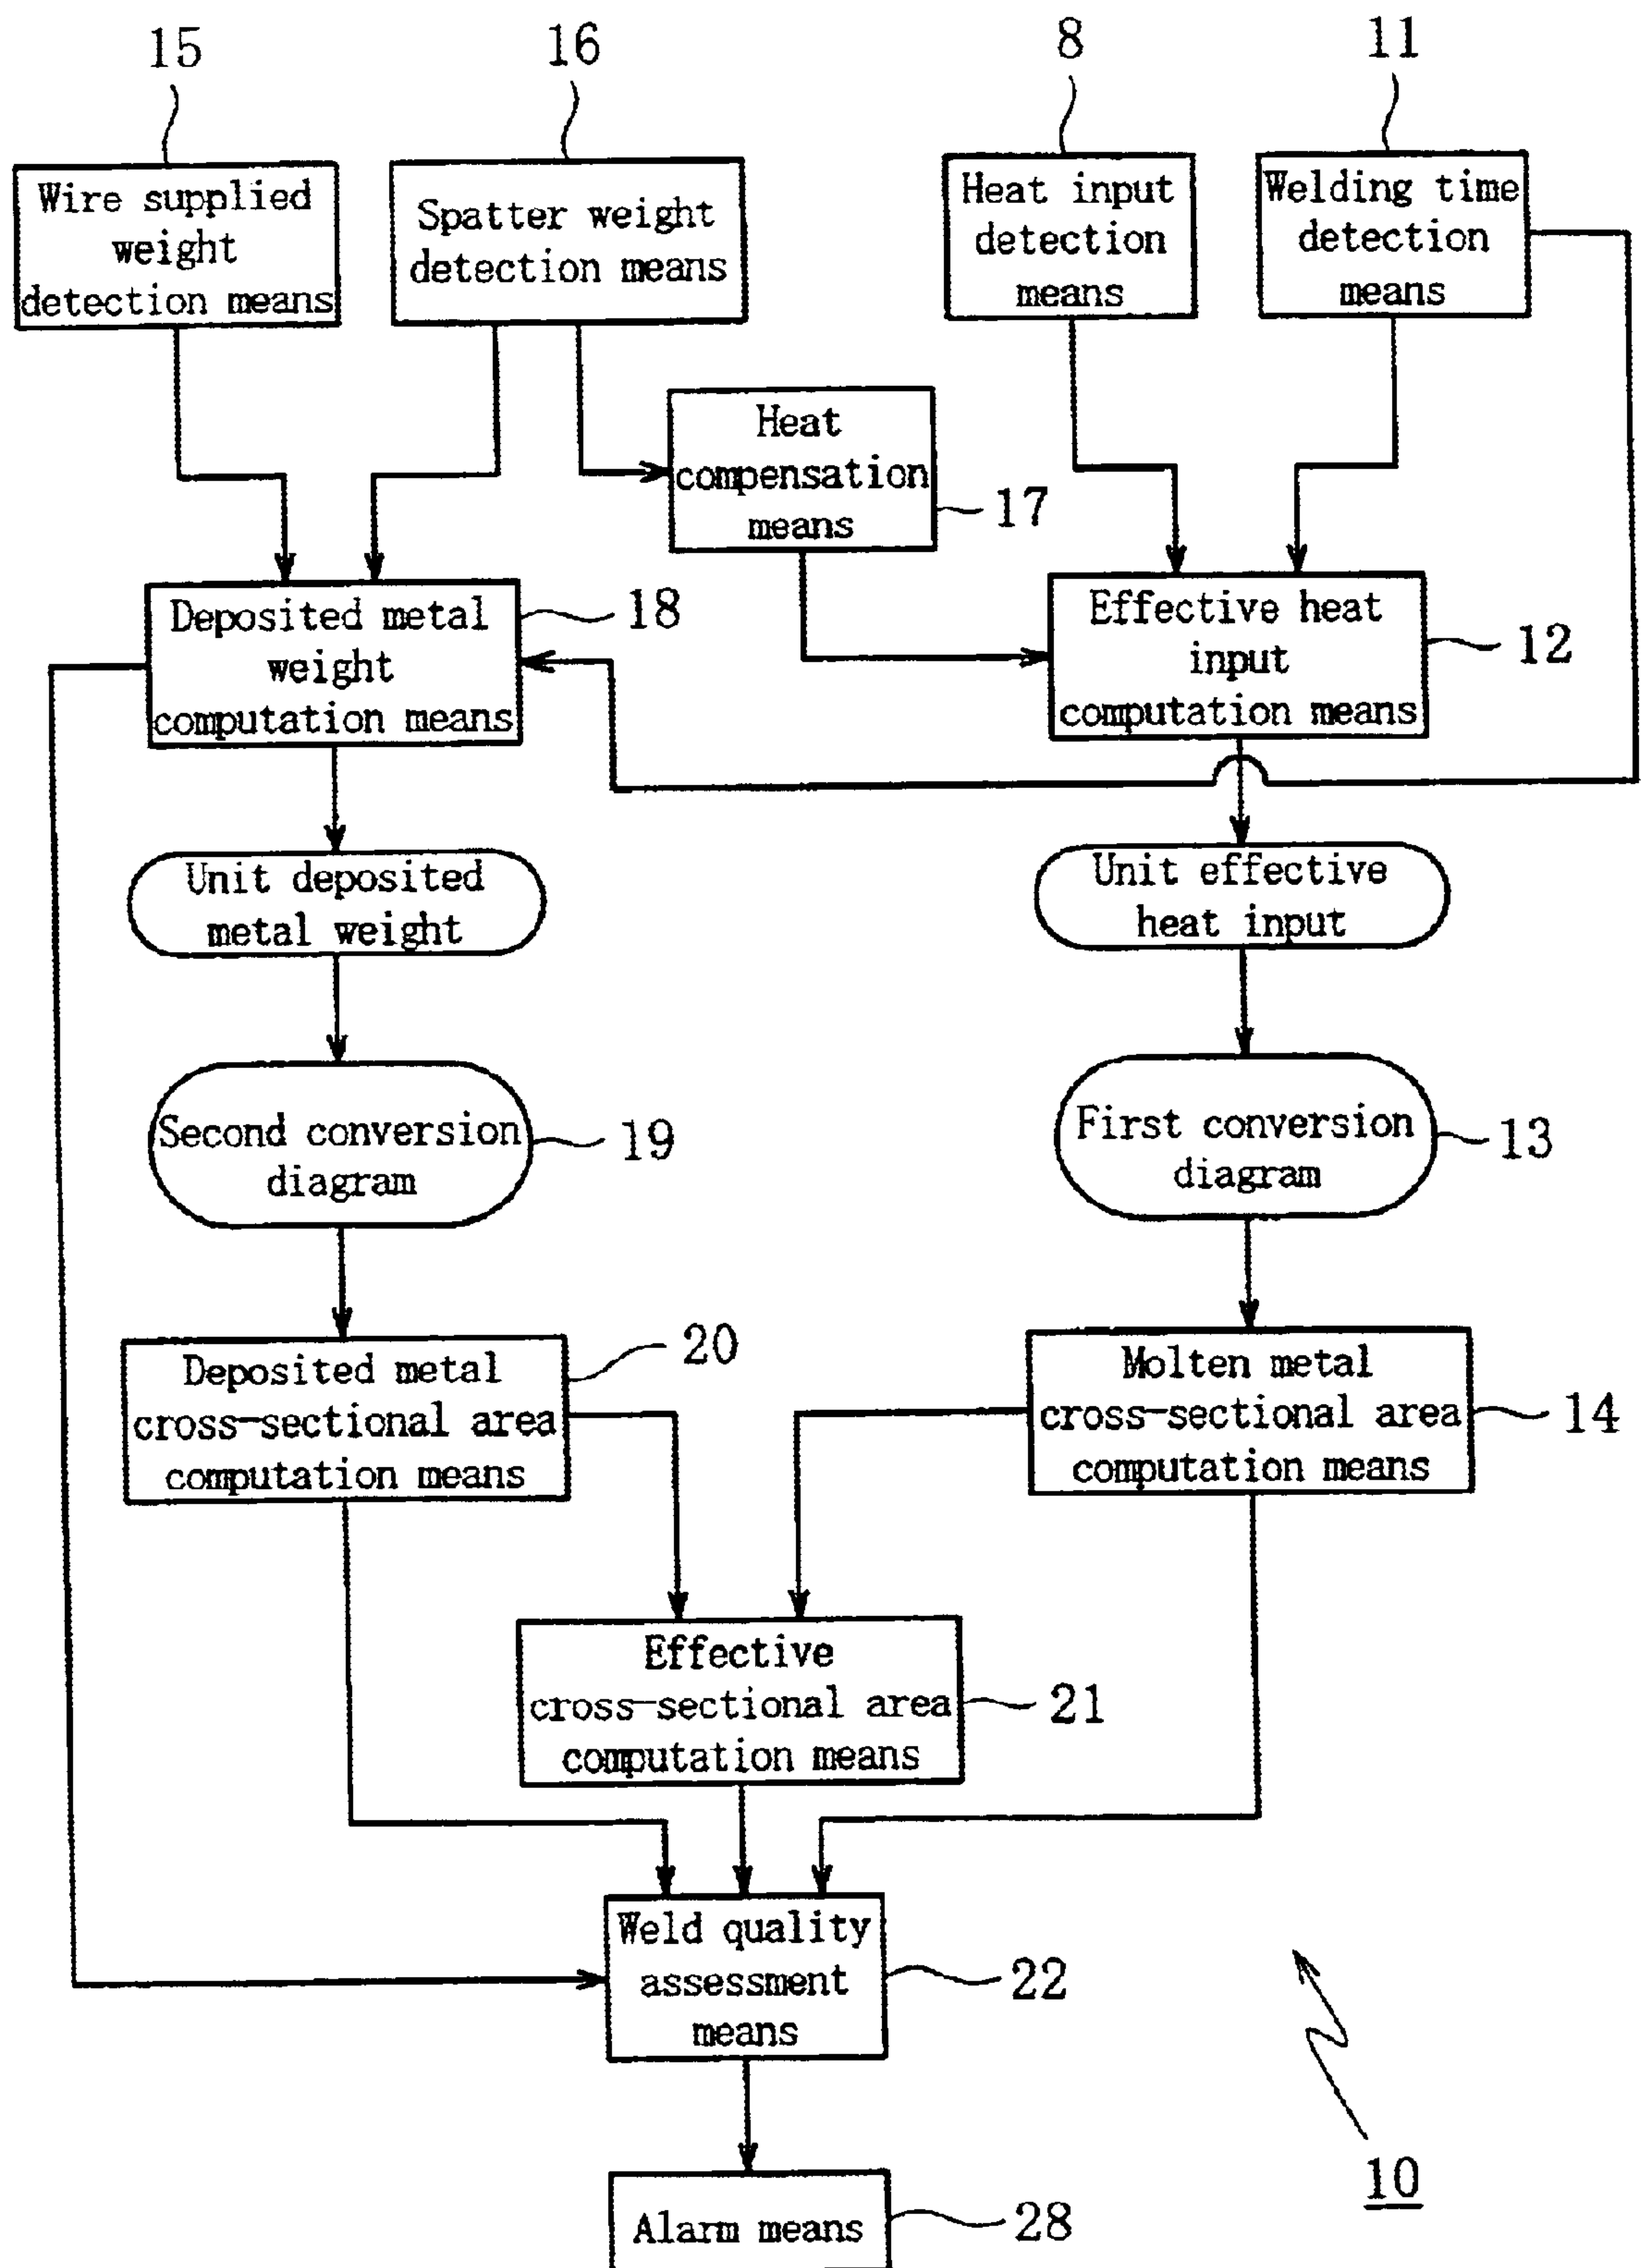 15
16
8
11
Wire supplied
weight
detection means
Spatter weight
detection means
Heat input
detection
means
Welding time
detection
means
Heat
compensation
means
17
Deposited metal
weight
computation means
18
Effective heat
input
computation means
12
Unit deposited
metal weight
Unit effective
heat input
Second conversion
diagram
19
First conversion
diagram
13
Deposited metal
cross-sectional area
computation means
20
Molten metal
cross-sectional area
computation means
14
Effective
cross-sectional area
computation means
21
Weld quality
assessment
means
22
10
Alarm means
28